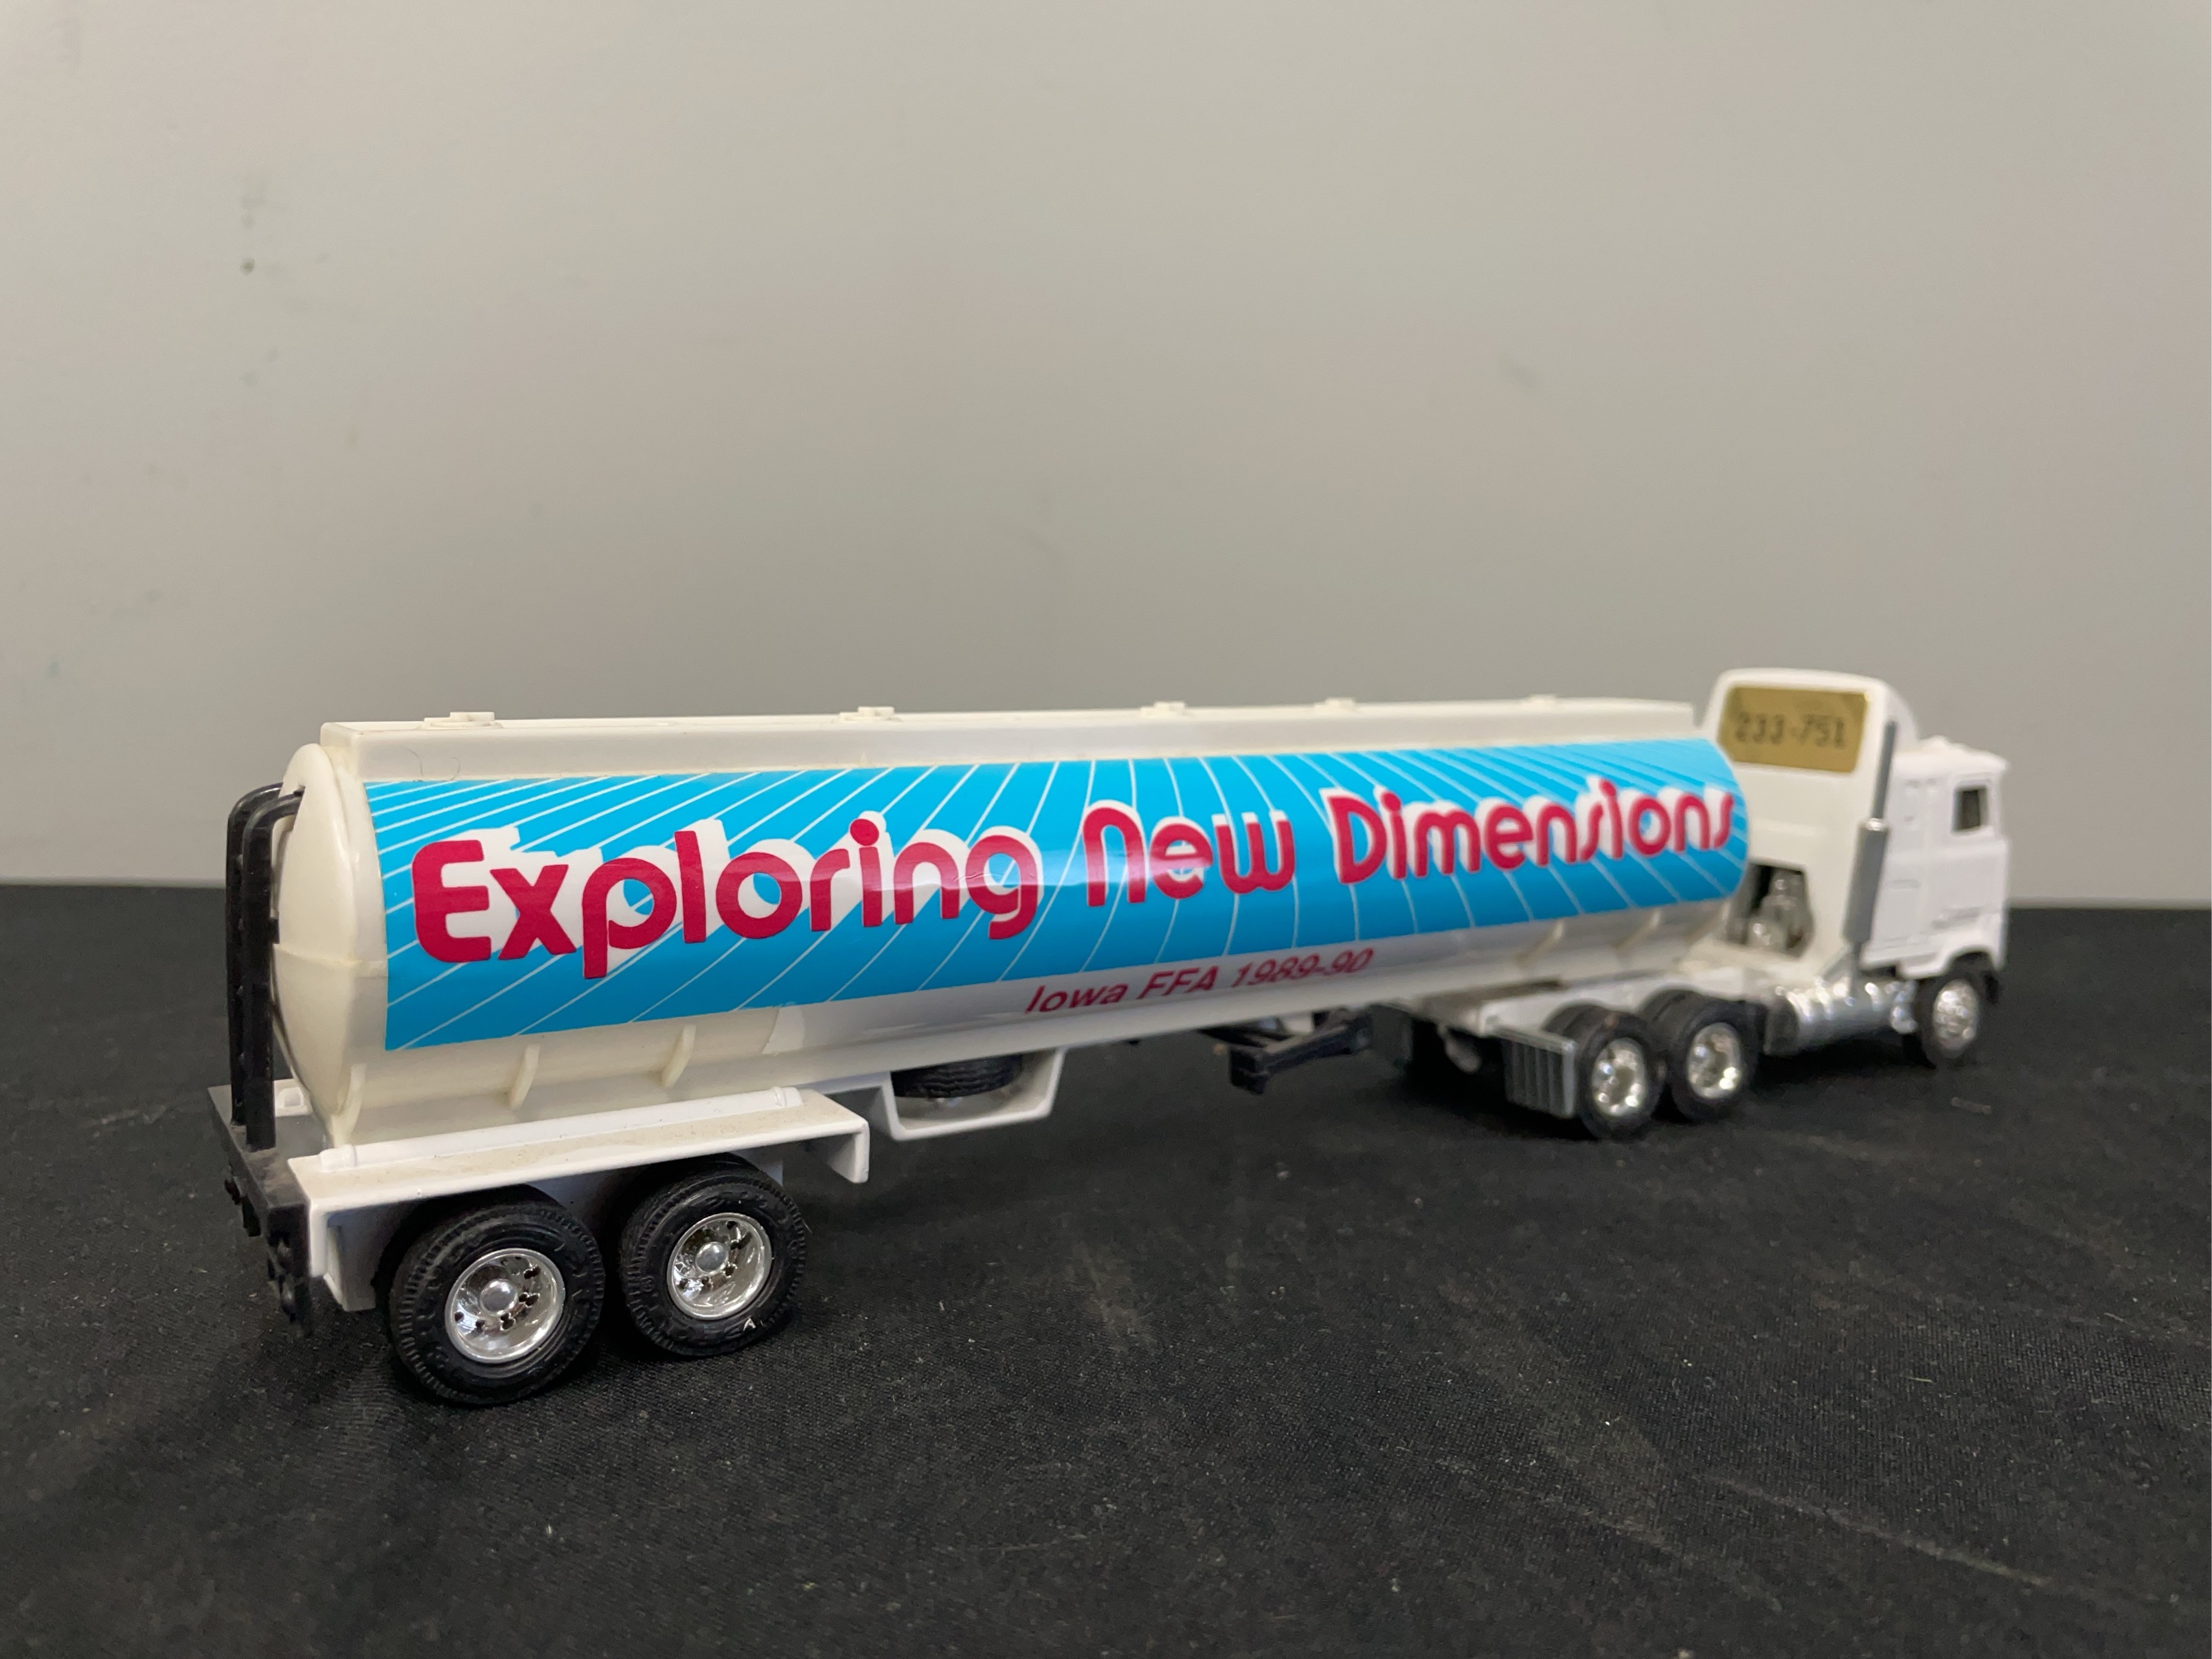 Exploring New Dimensions
Iowa FFA 1989-90
233-751